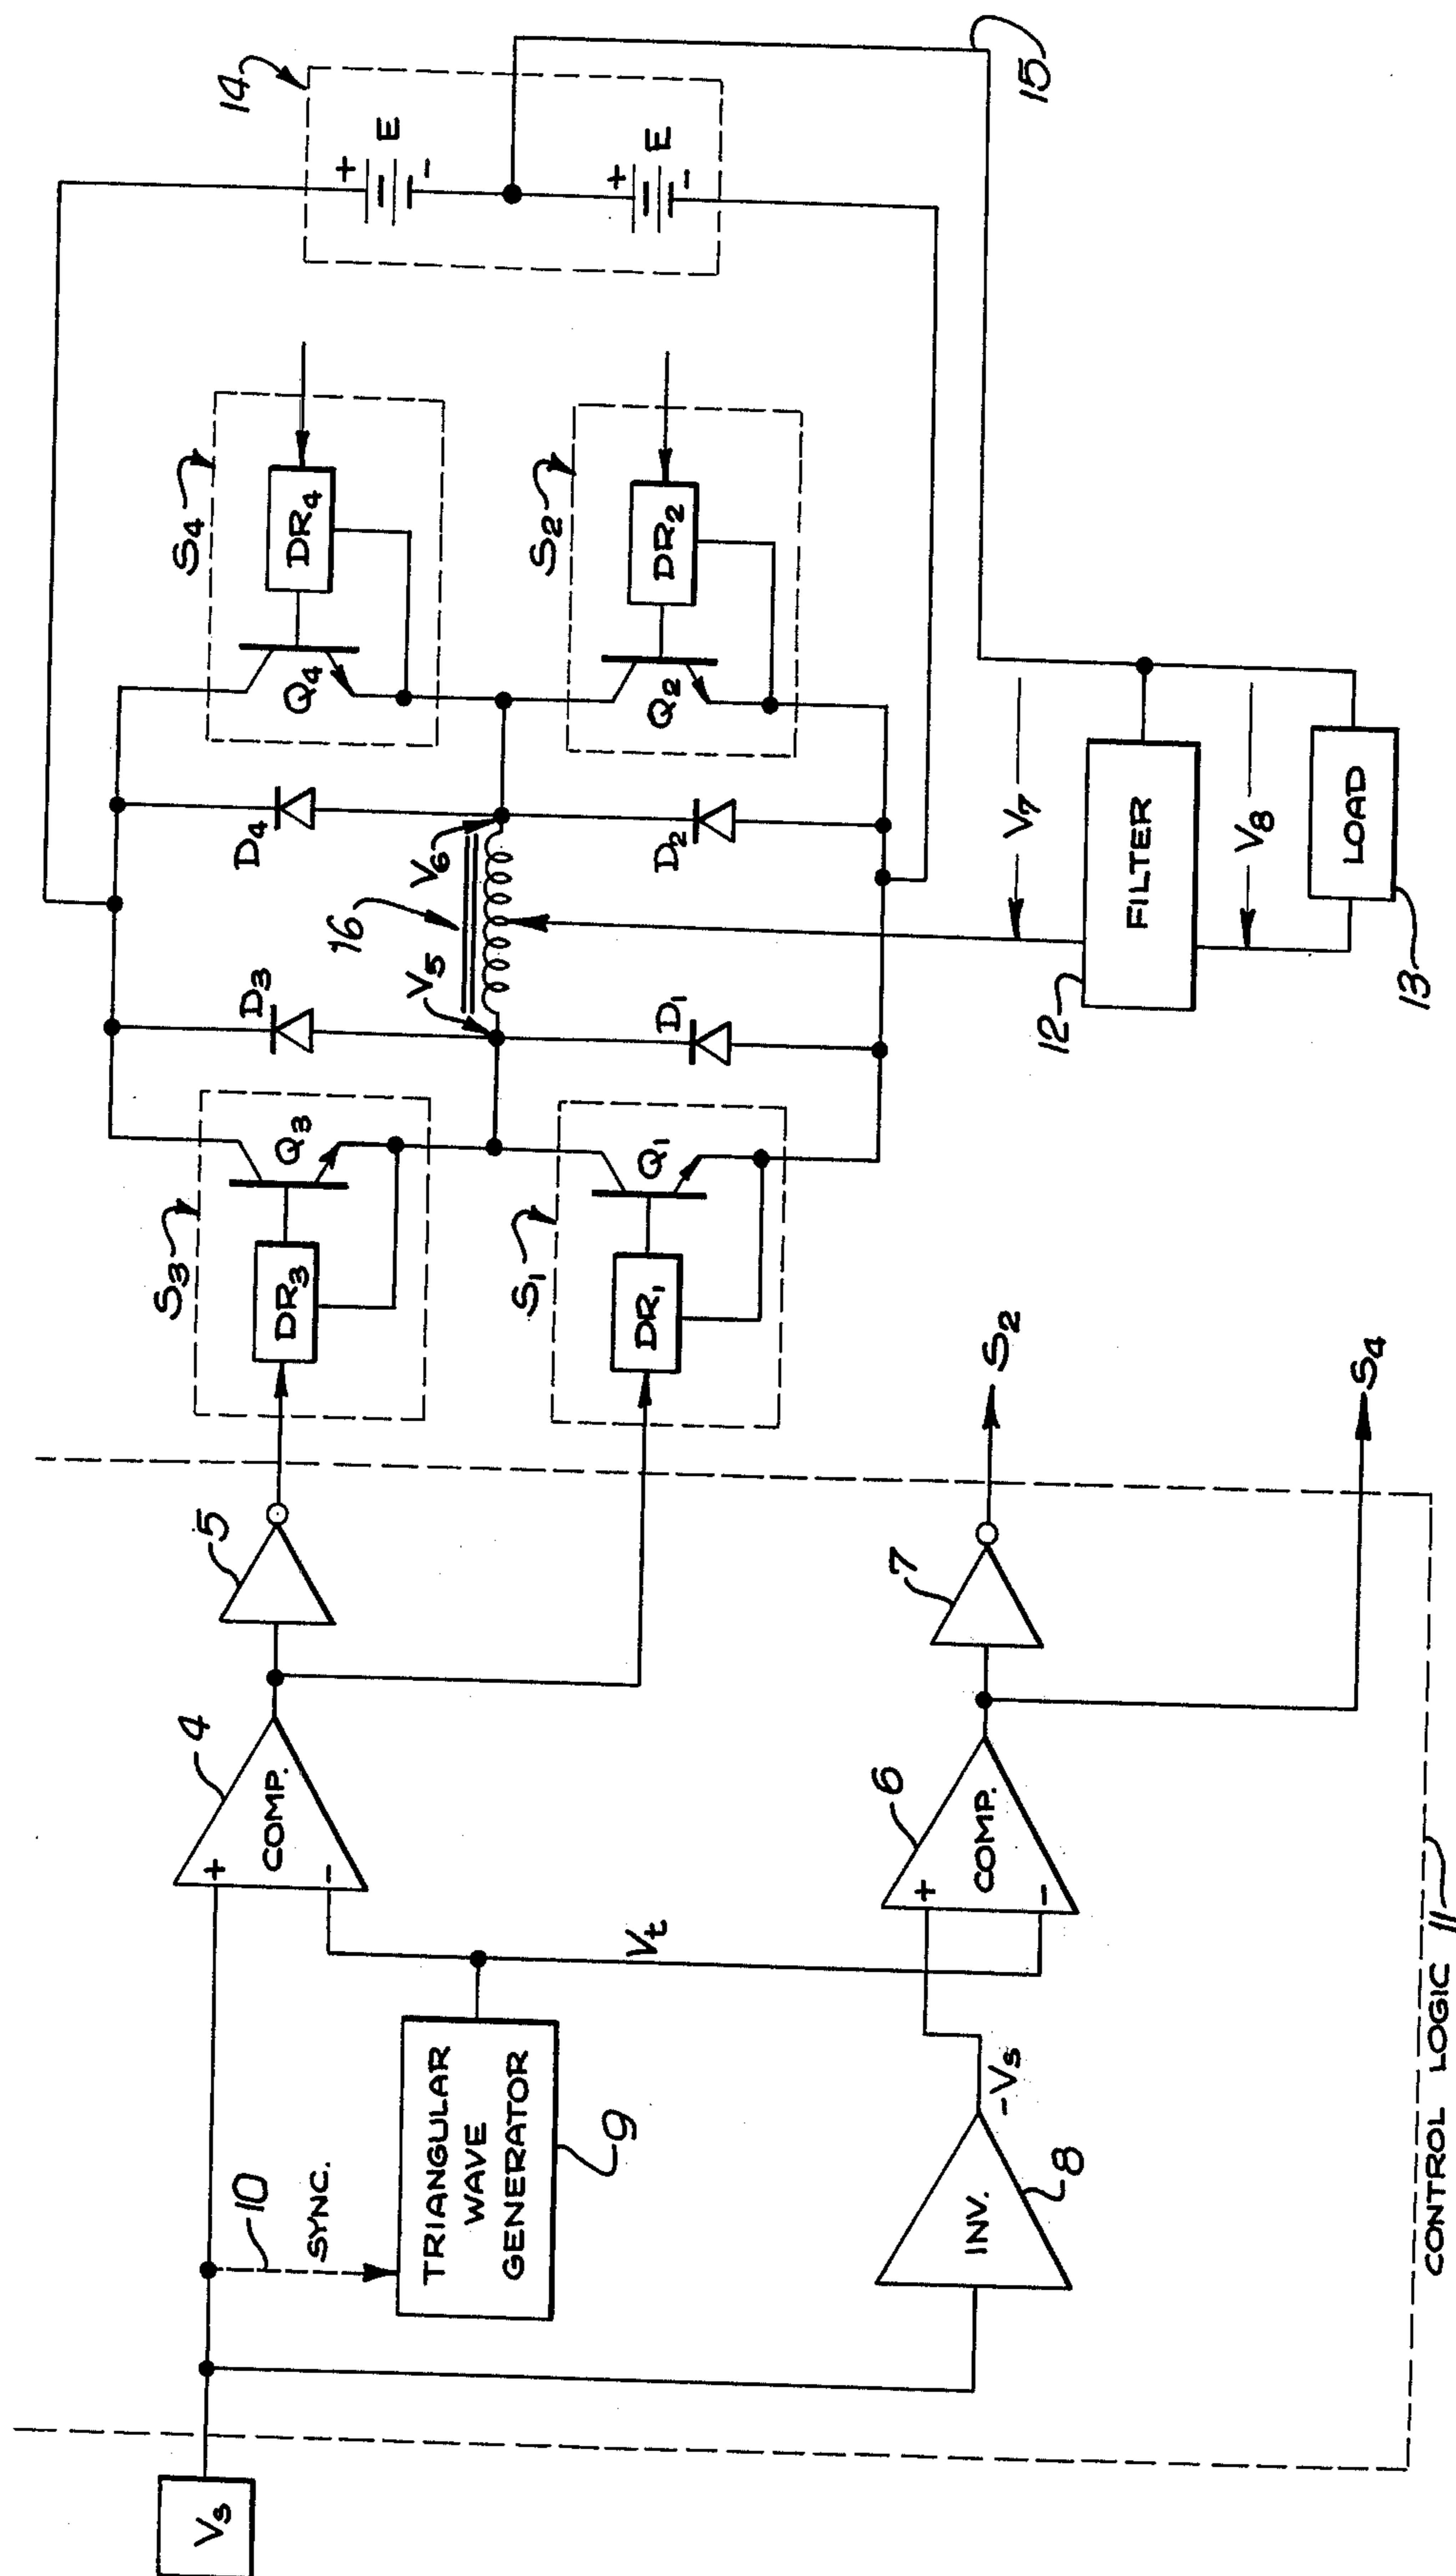 14
15
+
E
-
+
E
-
S4
DR4
Q4
S2
DR2
Q2
D4
D2
V6
16
V5
D3
D1
S3
DR3
Q3
S1
DR1
Q1
V7
V8
12
FILTER
LOAD
13
5
7
S2
S4
4
COMP.
+
-
6
COMP.
+
-
Vt
10
SYNC.
TRIANGULAR
WAVE
GENERATOR
9
-Vs
INV.
8
Vs
CONTROL LOGIC 11